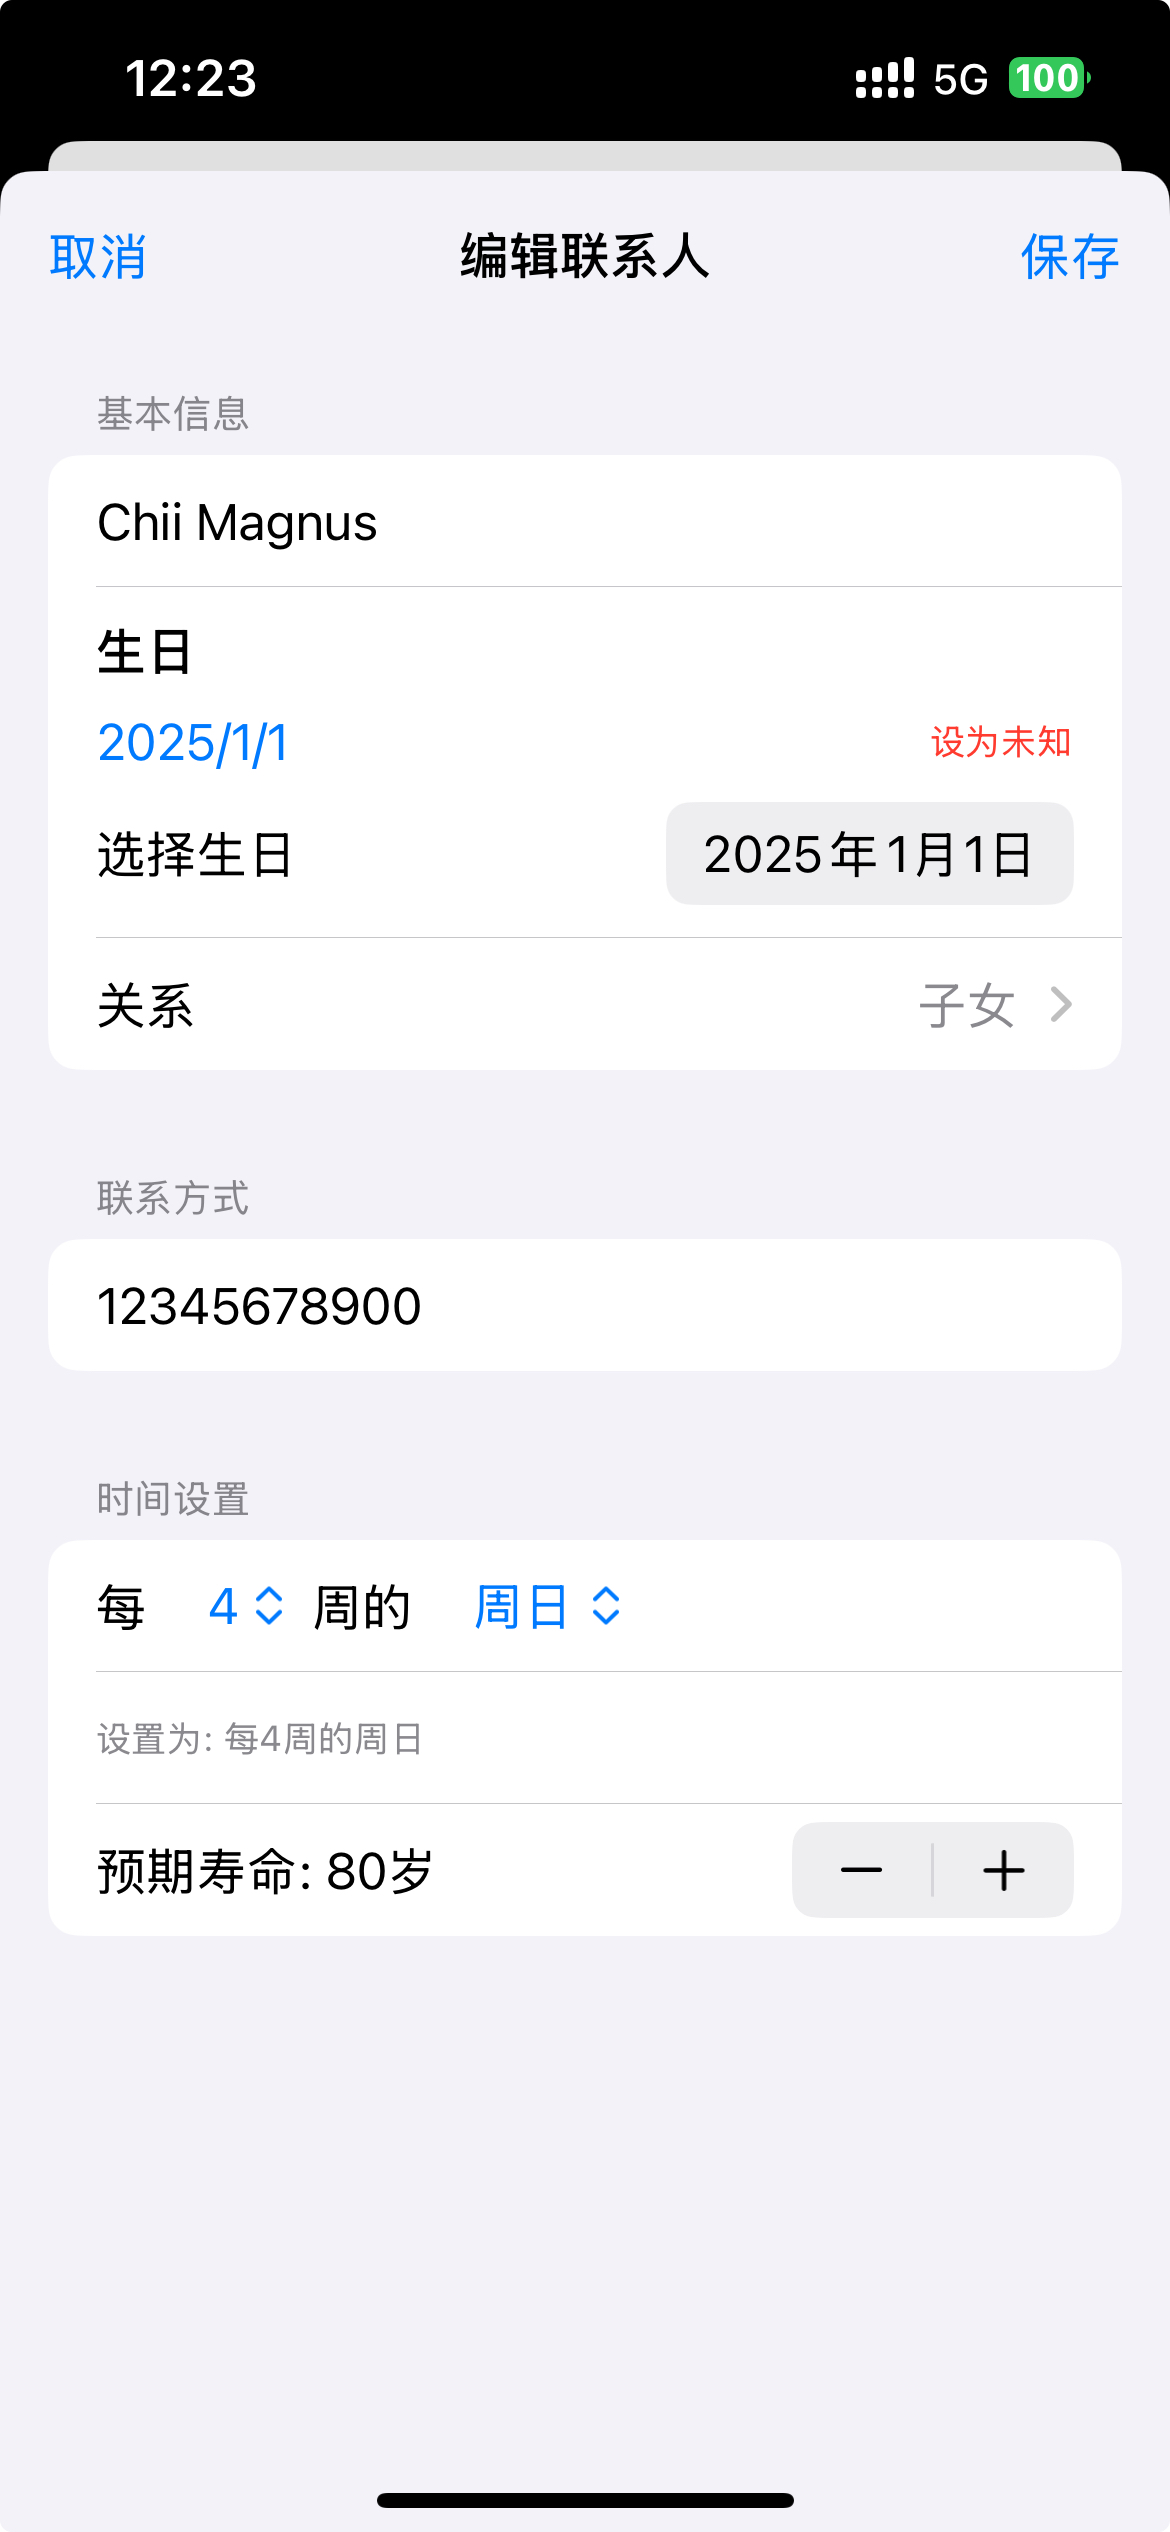 12:23 5G 100
取消 编辑联系人 保存
基本信息
Chii Magnus
生日
2025/1/1 设为未知
选择生日 2025年1月1日
关系 子女
联系方式
12345678900
时间设置
每 4 周的 周日
设置为: 每4周的周日
预期寿命: 80岁